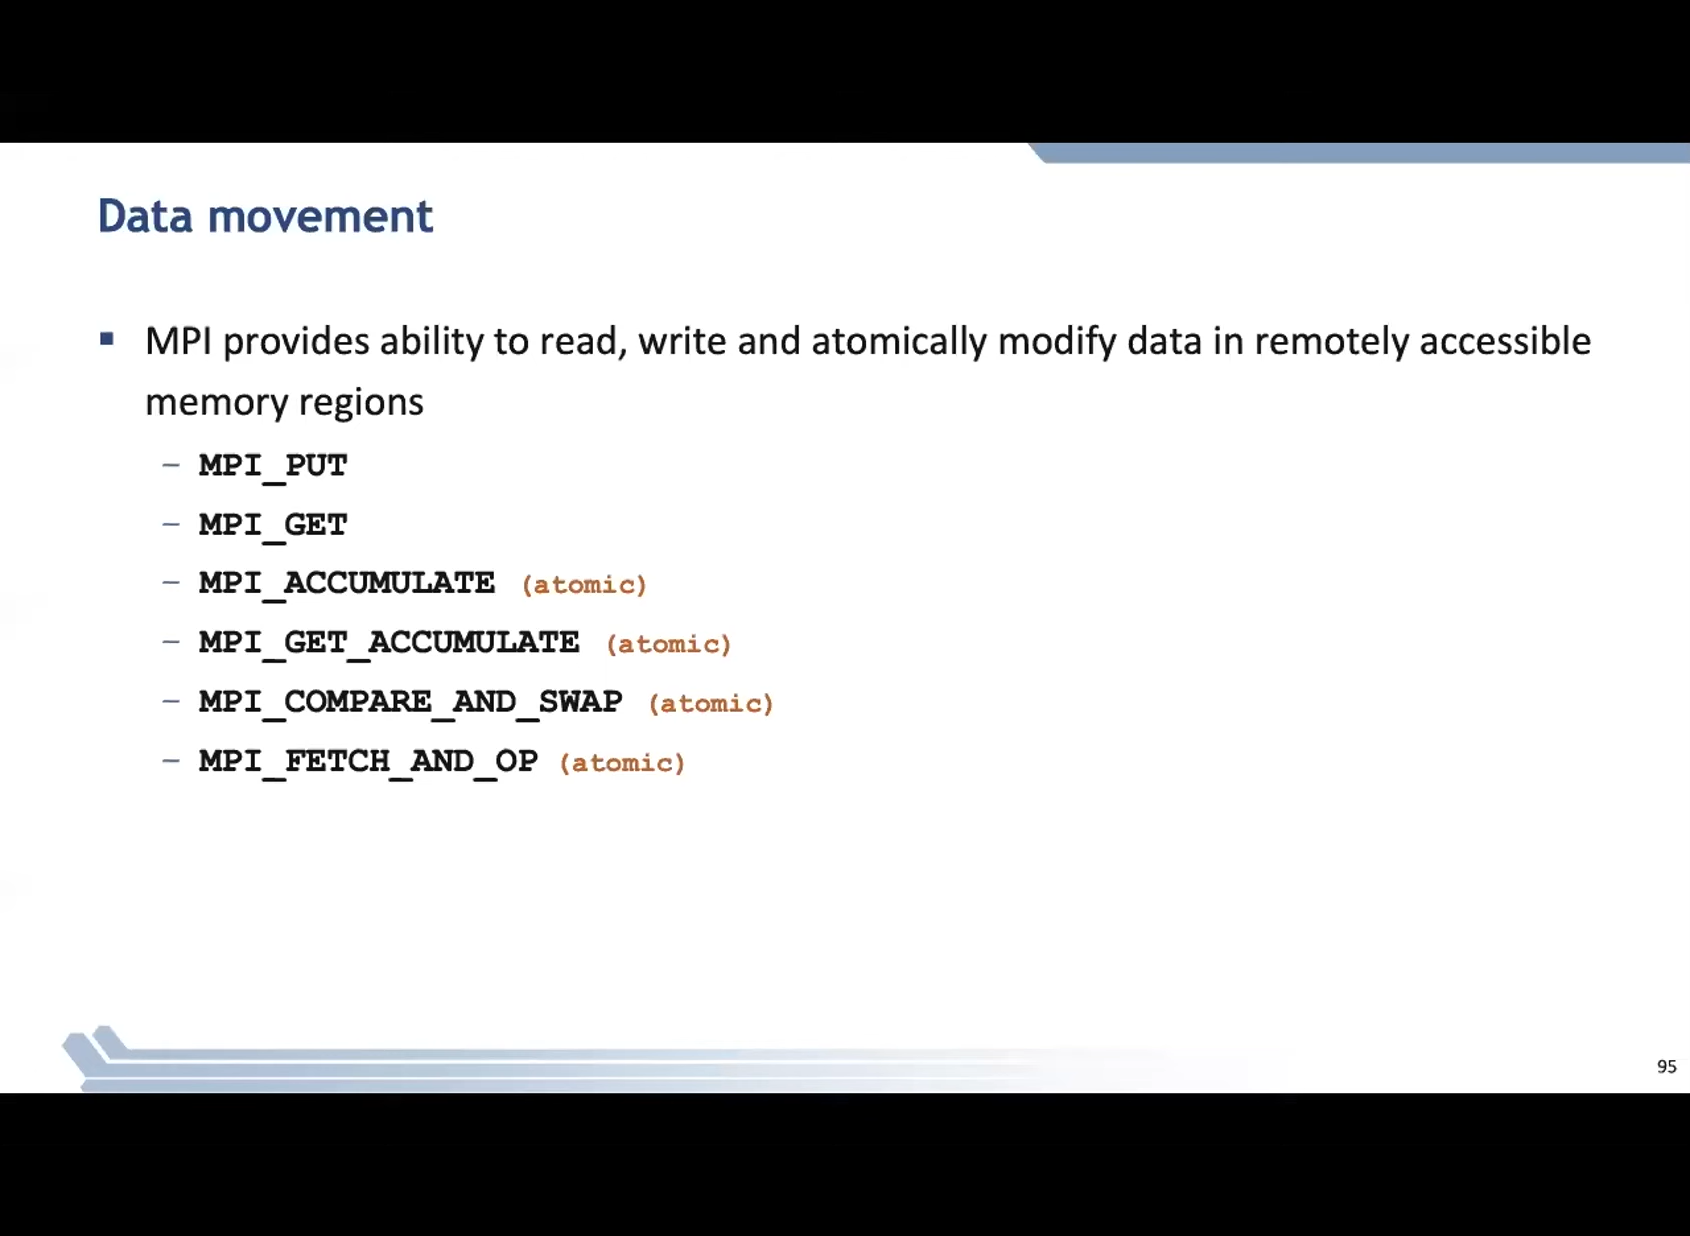 Data movement
▪ MPI provides ability to read, write and atomically modify data in remotely accessible
memory regions
– MPI_PUT
– MPI_GET
– MPI_ACCUMULATE (atomic)
– MPI_GET_ACCUMULATE (atomic)
– MPI_COMPARE_AND_SWAP (atomic)
– MPI_FETCH_AND_OP (atomic)
95